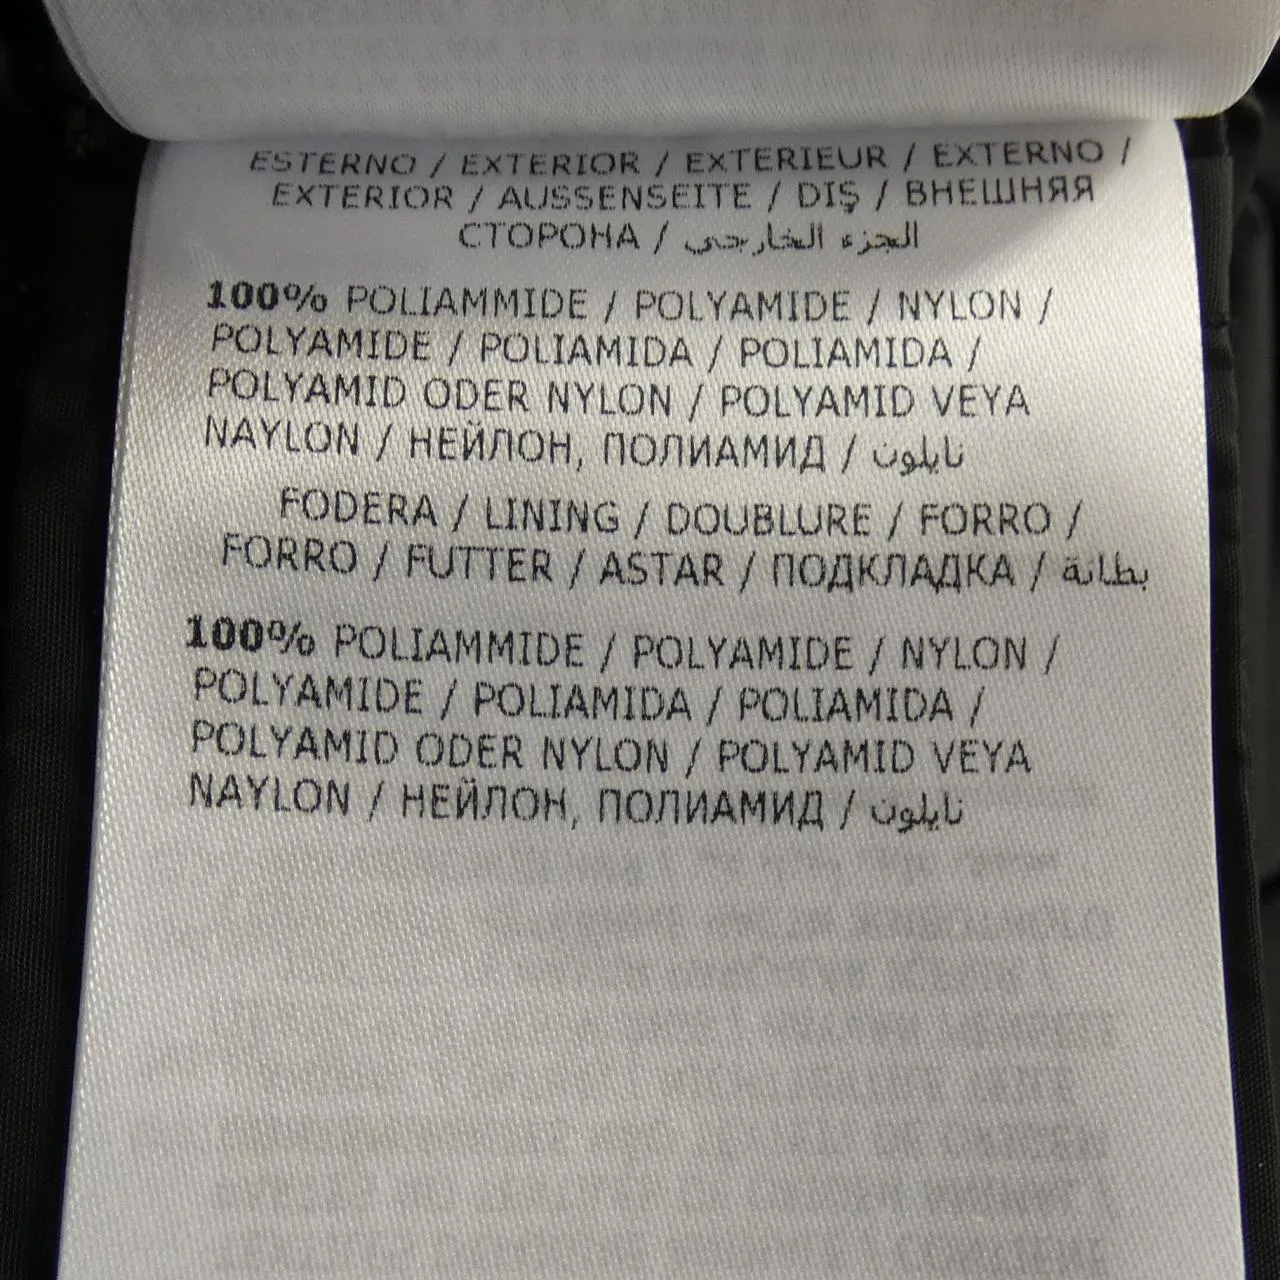 ESTERNO / EXTERIOR / EXTERIEUR / EXTERNO /
EXTERIOR / AUSSENSEITE / DIŞ / ВНЕШНЯЯ
СТОРОНА / الجزء الخارجي
100% POLIAMMIDE / POLYAMIDE / NYLON /
POLYAMIDE / POLIAMIDA / POLIAMIDA /
POLYAMID ODER NYLON / POLYAMID VEYA
NAYLON / НЕЙЛОН, ПОЛИАМИД / نايلون
FODERA / LINING / DOUBLURE / FORRO /
FORRO / FUTTER / ASTAR / ПОДКЛАДКА / بطانة
100% POLIAMMIDE / POLYAMIDE / NYLON /
POLYAMIDE / POLIAMIDA / POLIAMIDA /
POLYAMID ODER NYLON / POLYAMID VEYA
NAYLON / НЕЙЛОН, ПОЛИАМИД / نايلون